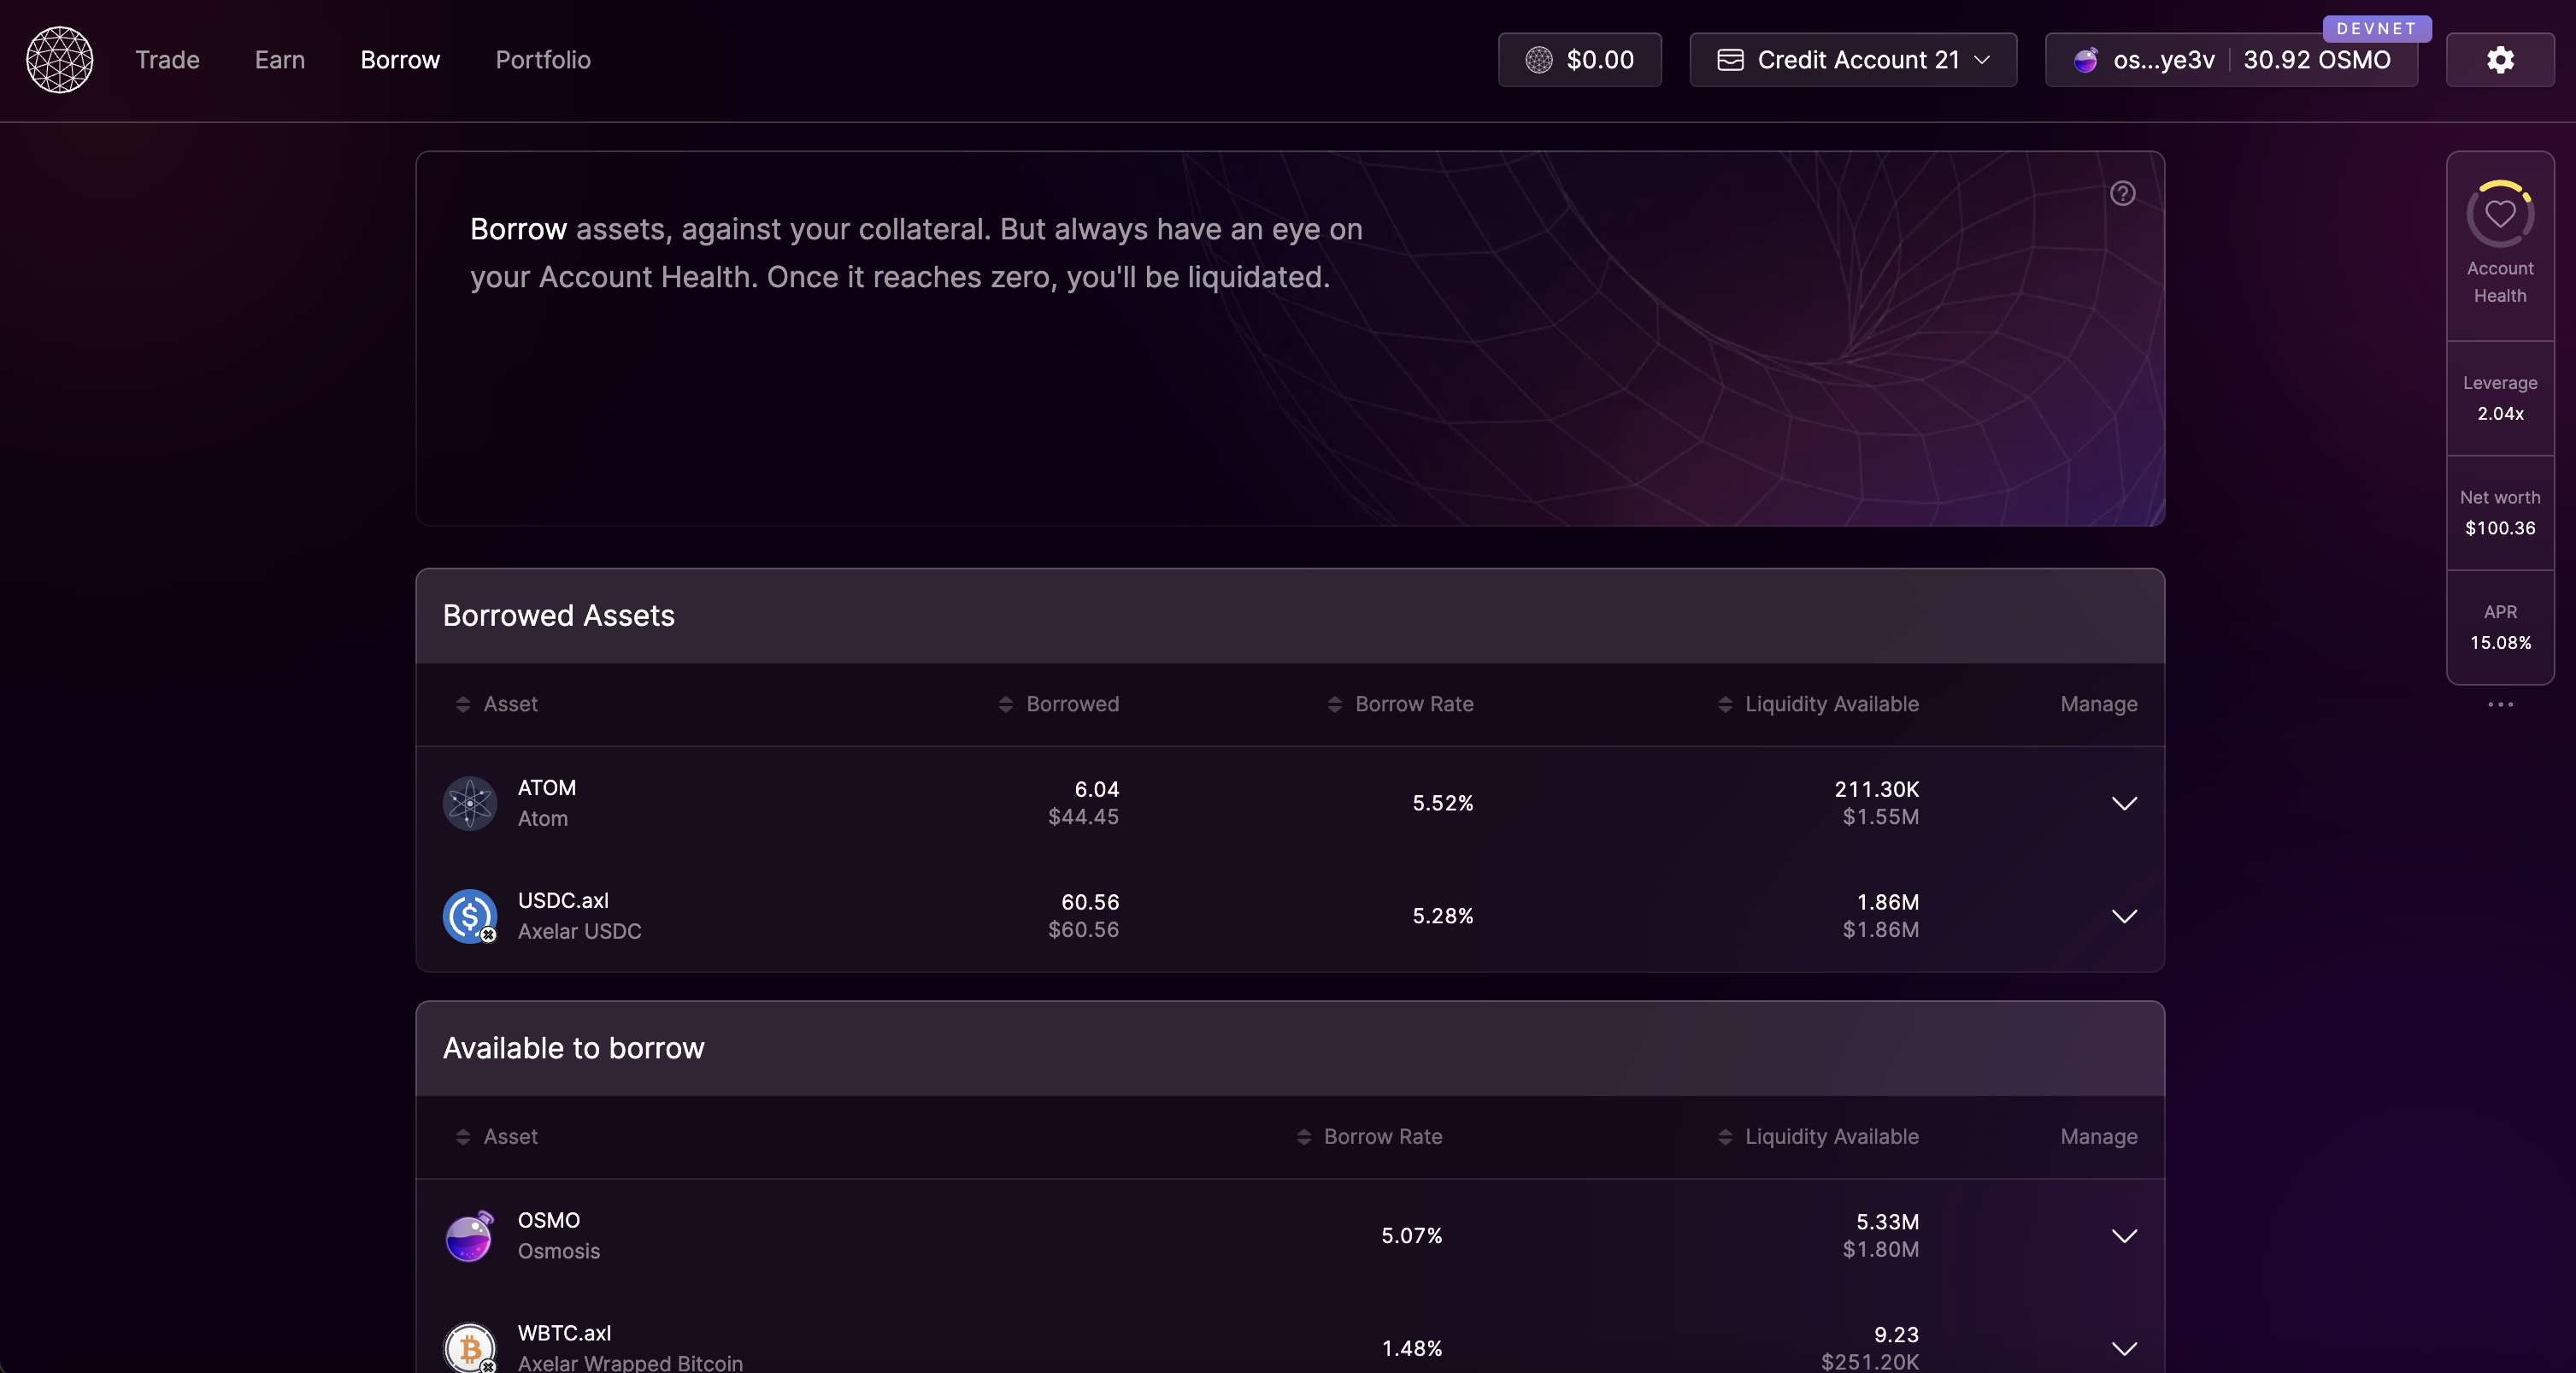 DEVNET
Trade Earn Borrow Portfolio $0.00 Credit Account 21 os...ye3v 30.92 OSMO
Borrow assets, against your collateral. But always have an eye on
your Account Health. Once it reaches zero, you'll be liquidated.
Account
Health
Leverage
2.04x
Net worth
$100.36
APR
15.08%
Borrowed Assets
Asset Borrowed Borrow Rate Liquidity Available Manage
ATOM 6.04 5.52% 211.30K
Atom $44.45 $1.55M
USDC.axl 60.56 5.28% 1.86M
Axelar USDC $60.56 $1.86M
Available to borrow
Asset Borrow Rate Liquidity Available Manage
OSMO 5.07% 5.33M
Osmosis $1.80M
WBTC.axl 1.48% 9.23
Axelar Wrapped Bitcoin $251.20K